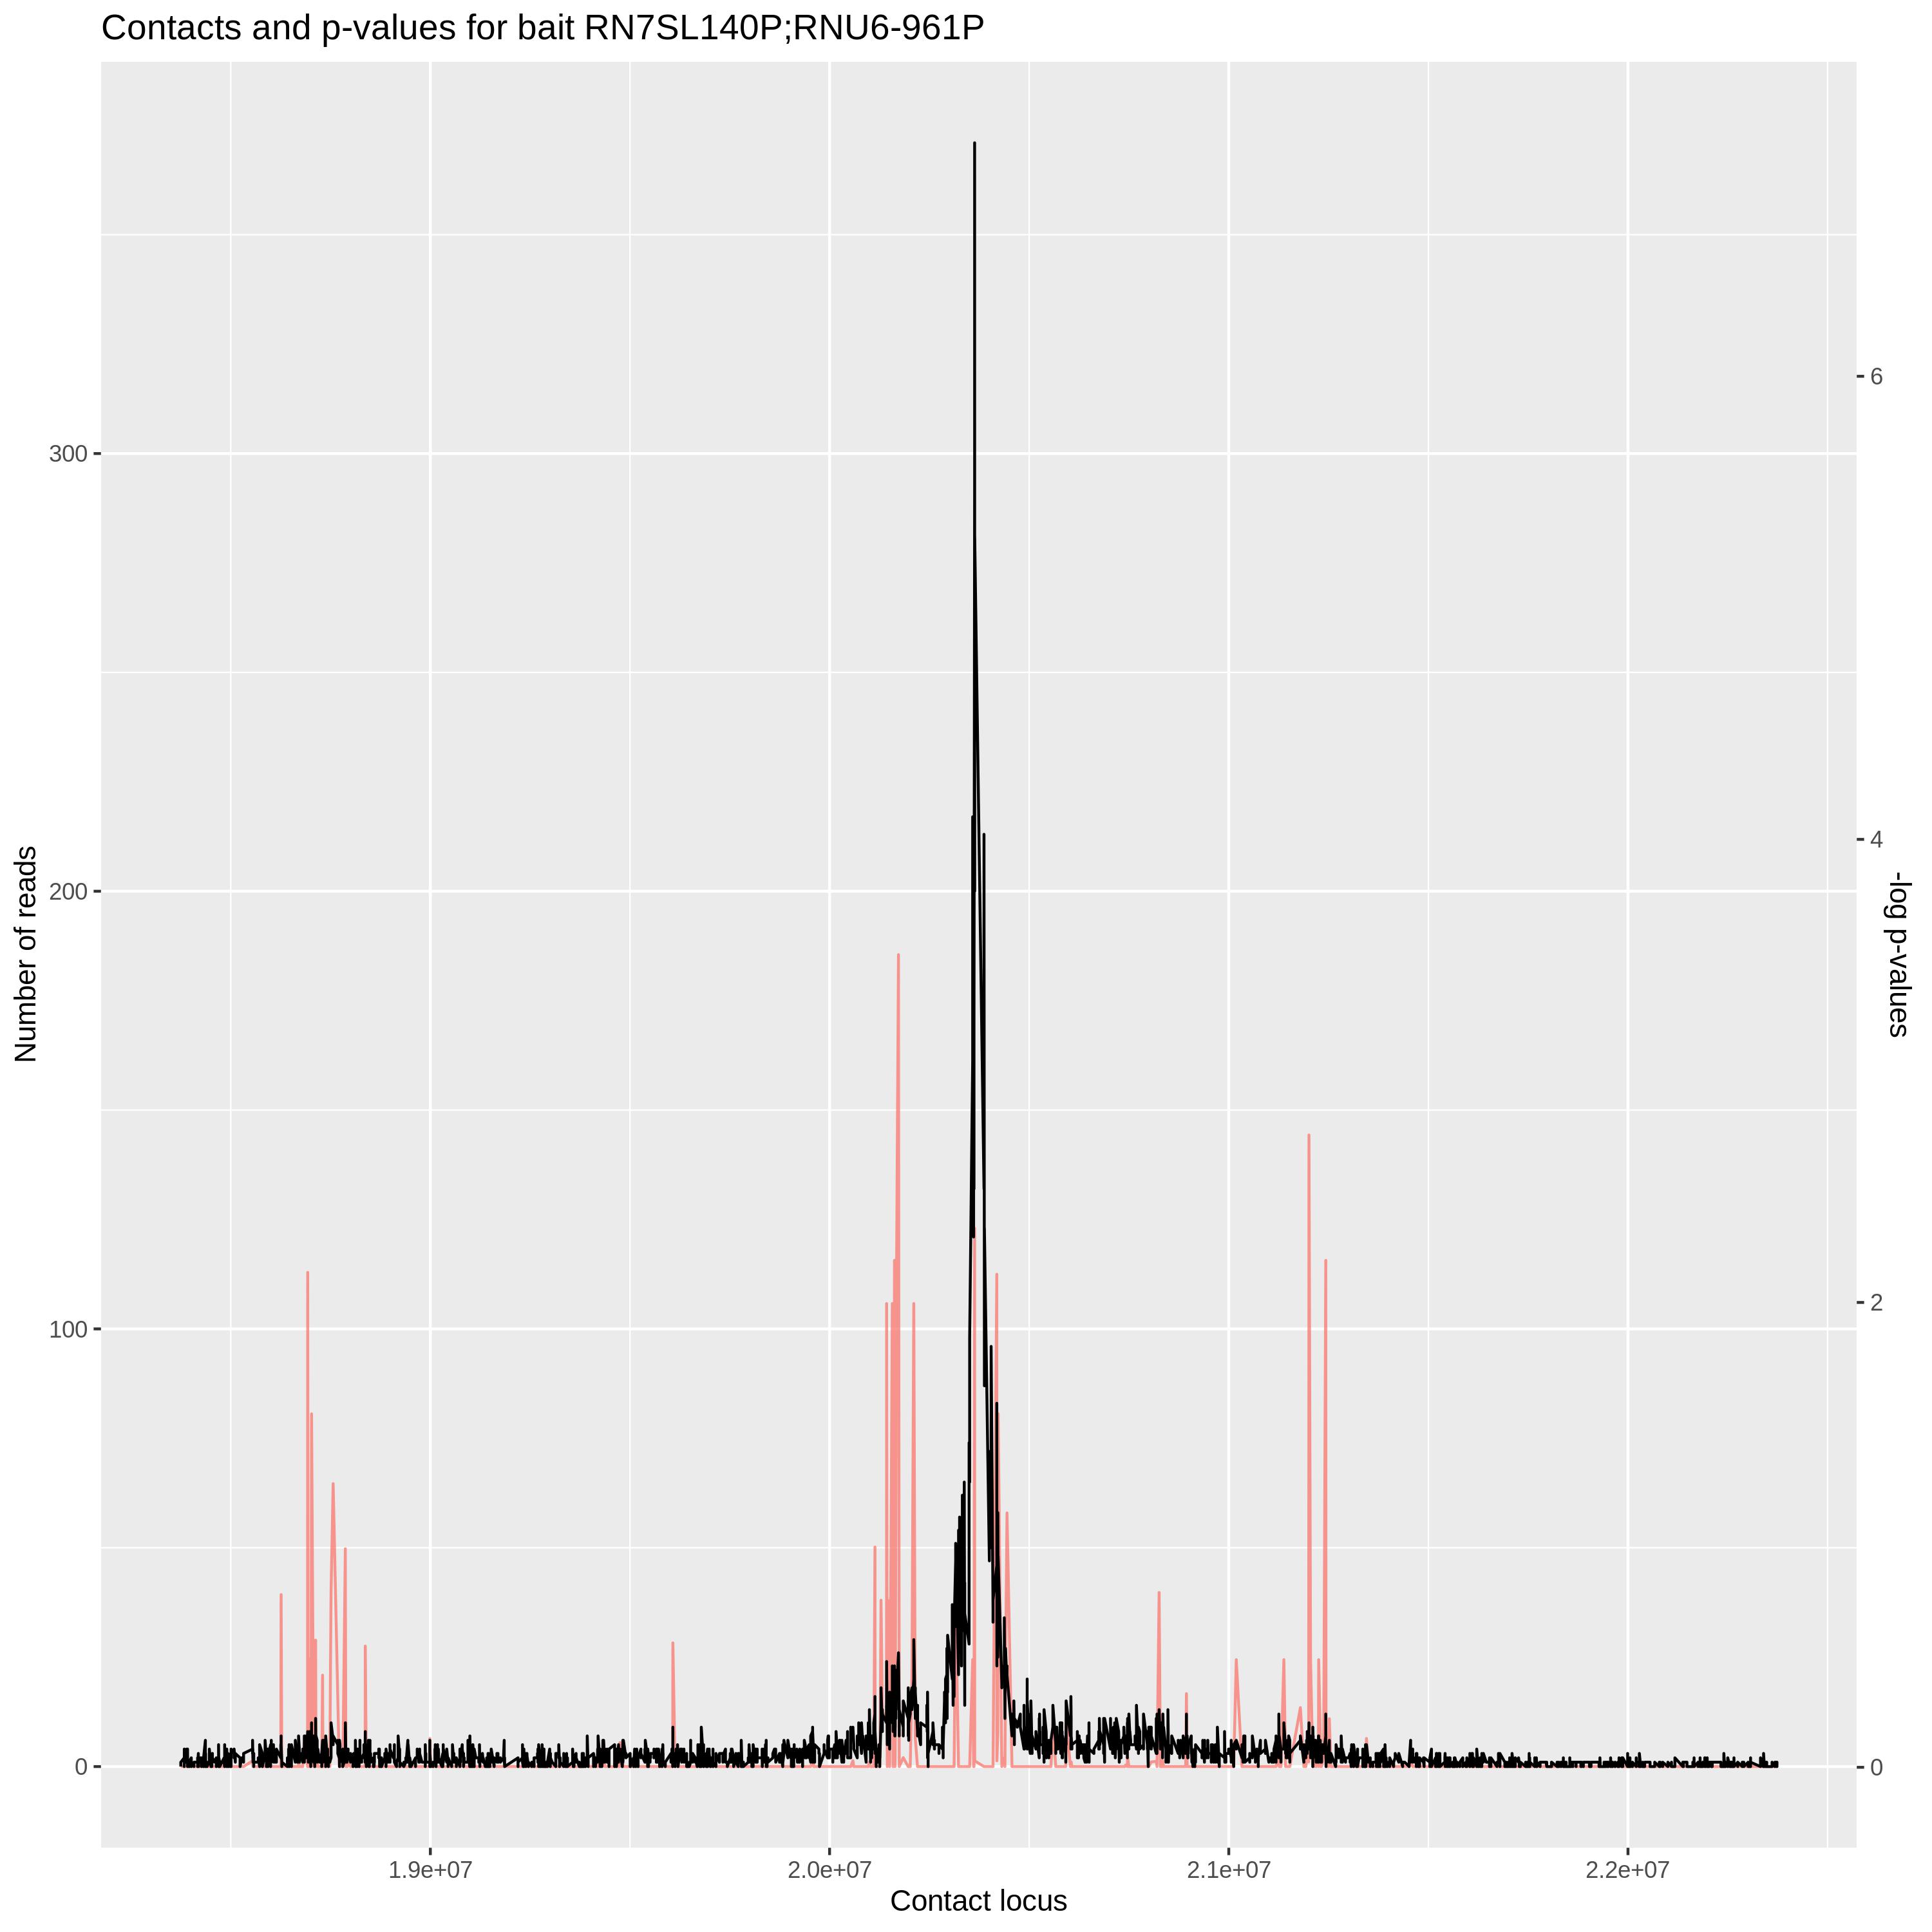 Contacts and p-values for bait RN7SL140P;RNU6-961P
Number of reads
300
200
100
0
6
4
2
0
-log p-values
1.9e+07 2.0e+07 2.1e+07 2.2e+07
Contact locus